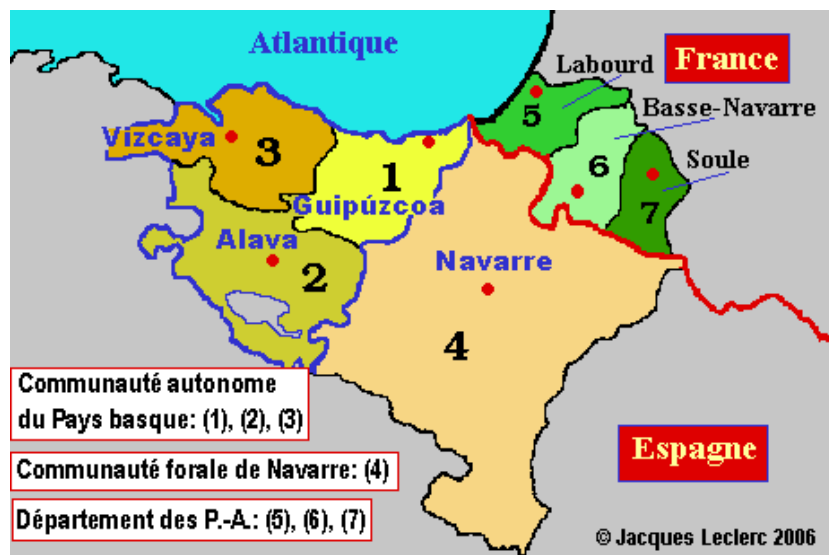 Atlantique
France
Labourd
Basse-Navarre
Soule
5
6
7
Vizcaya
3
1
Guipúzcoa
Alava
2
Navarre
4
Communauté autonome
du Pays basque: (1), (2), (3)
Communauté forale de Navarre: (4)
Département des P.-A.: (5), (6), (7)
Espagne
© Jacques Leclerc 2006